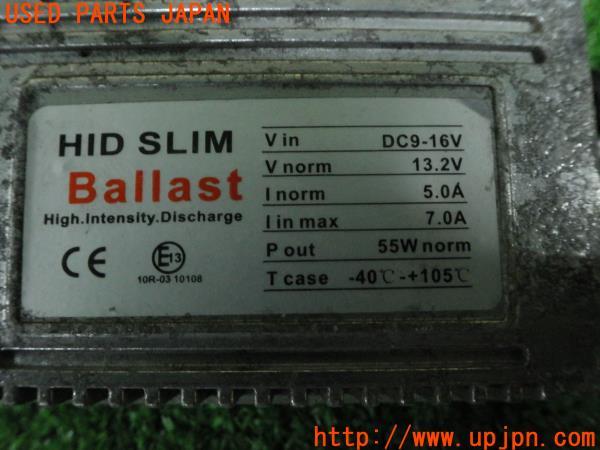 USED PARTS JAPAN
HID SLIM
Ballast
High.Intensity.Discharge
CE E13
10R-03 10108
V in DC9-16V
V norm 13.2V
I norm 5.0A
I in max 7.0A
P out 55W norm
T case -40℃-+105℃
UPJ http://www.upjpn.com/